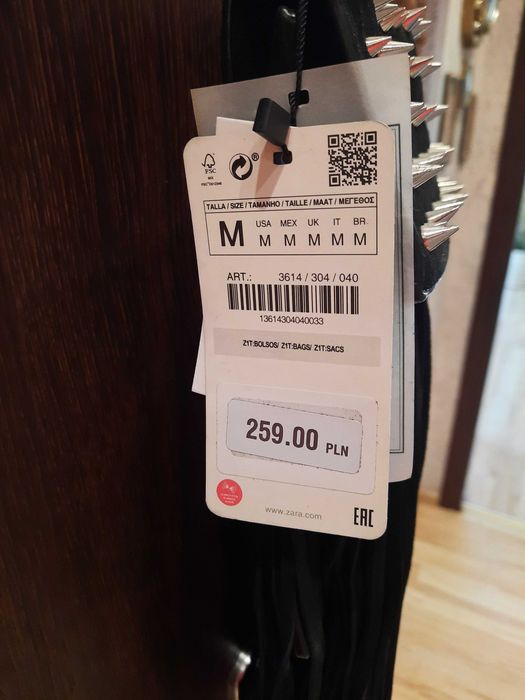 FSC
MIX
®
TALLA / SIZE / TAMANHO / TAILLE / MAAT / ΜΕΓΕΘΟΣ
M USA MEX UK IT BR
M M M M M
ART.: 3614 / 304 / 040
13614304040033
Z1T:BOLSOS/ Z1T:BAGS/ Z1T:SACS
259.00 PLN
www.zara.com
EAC